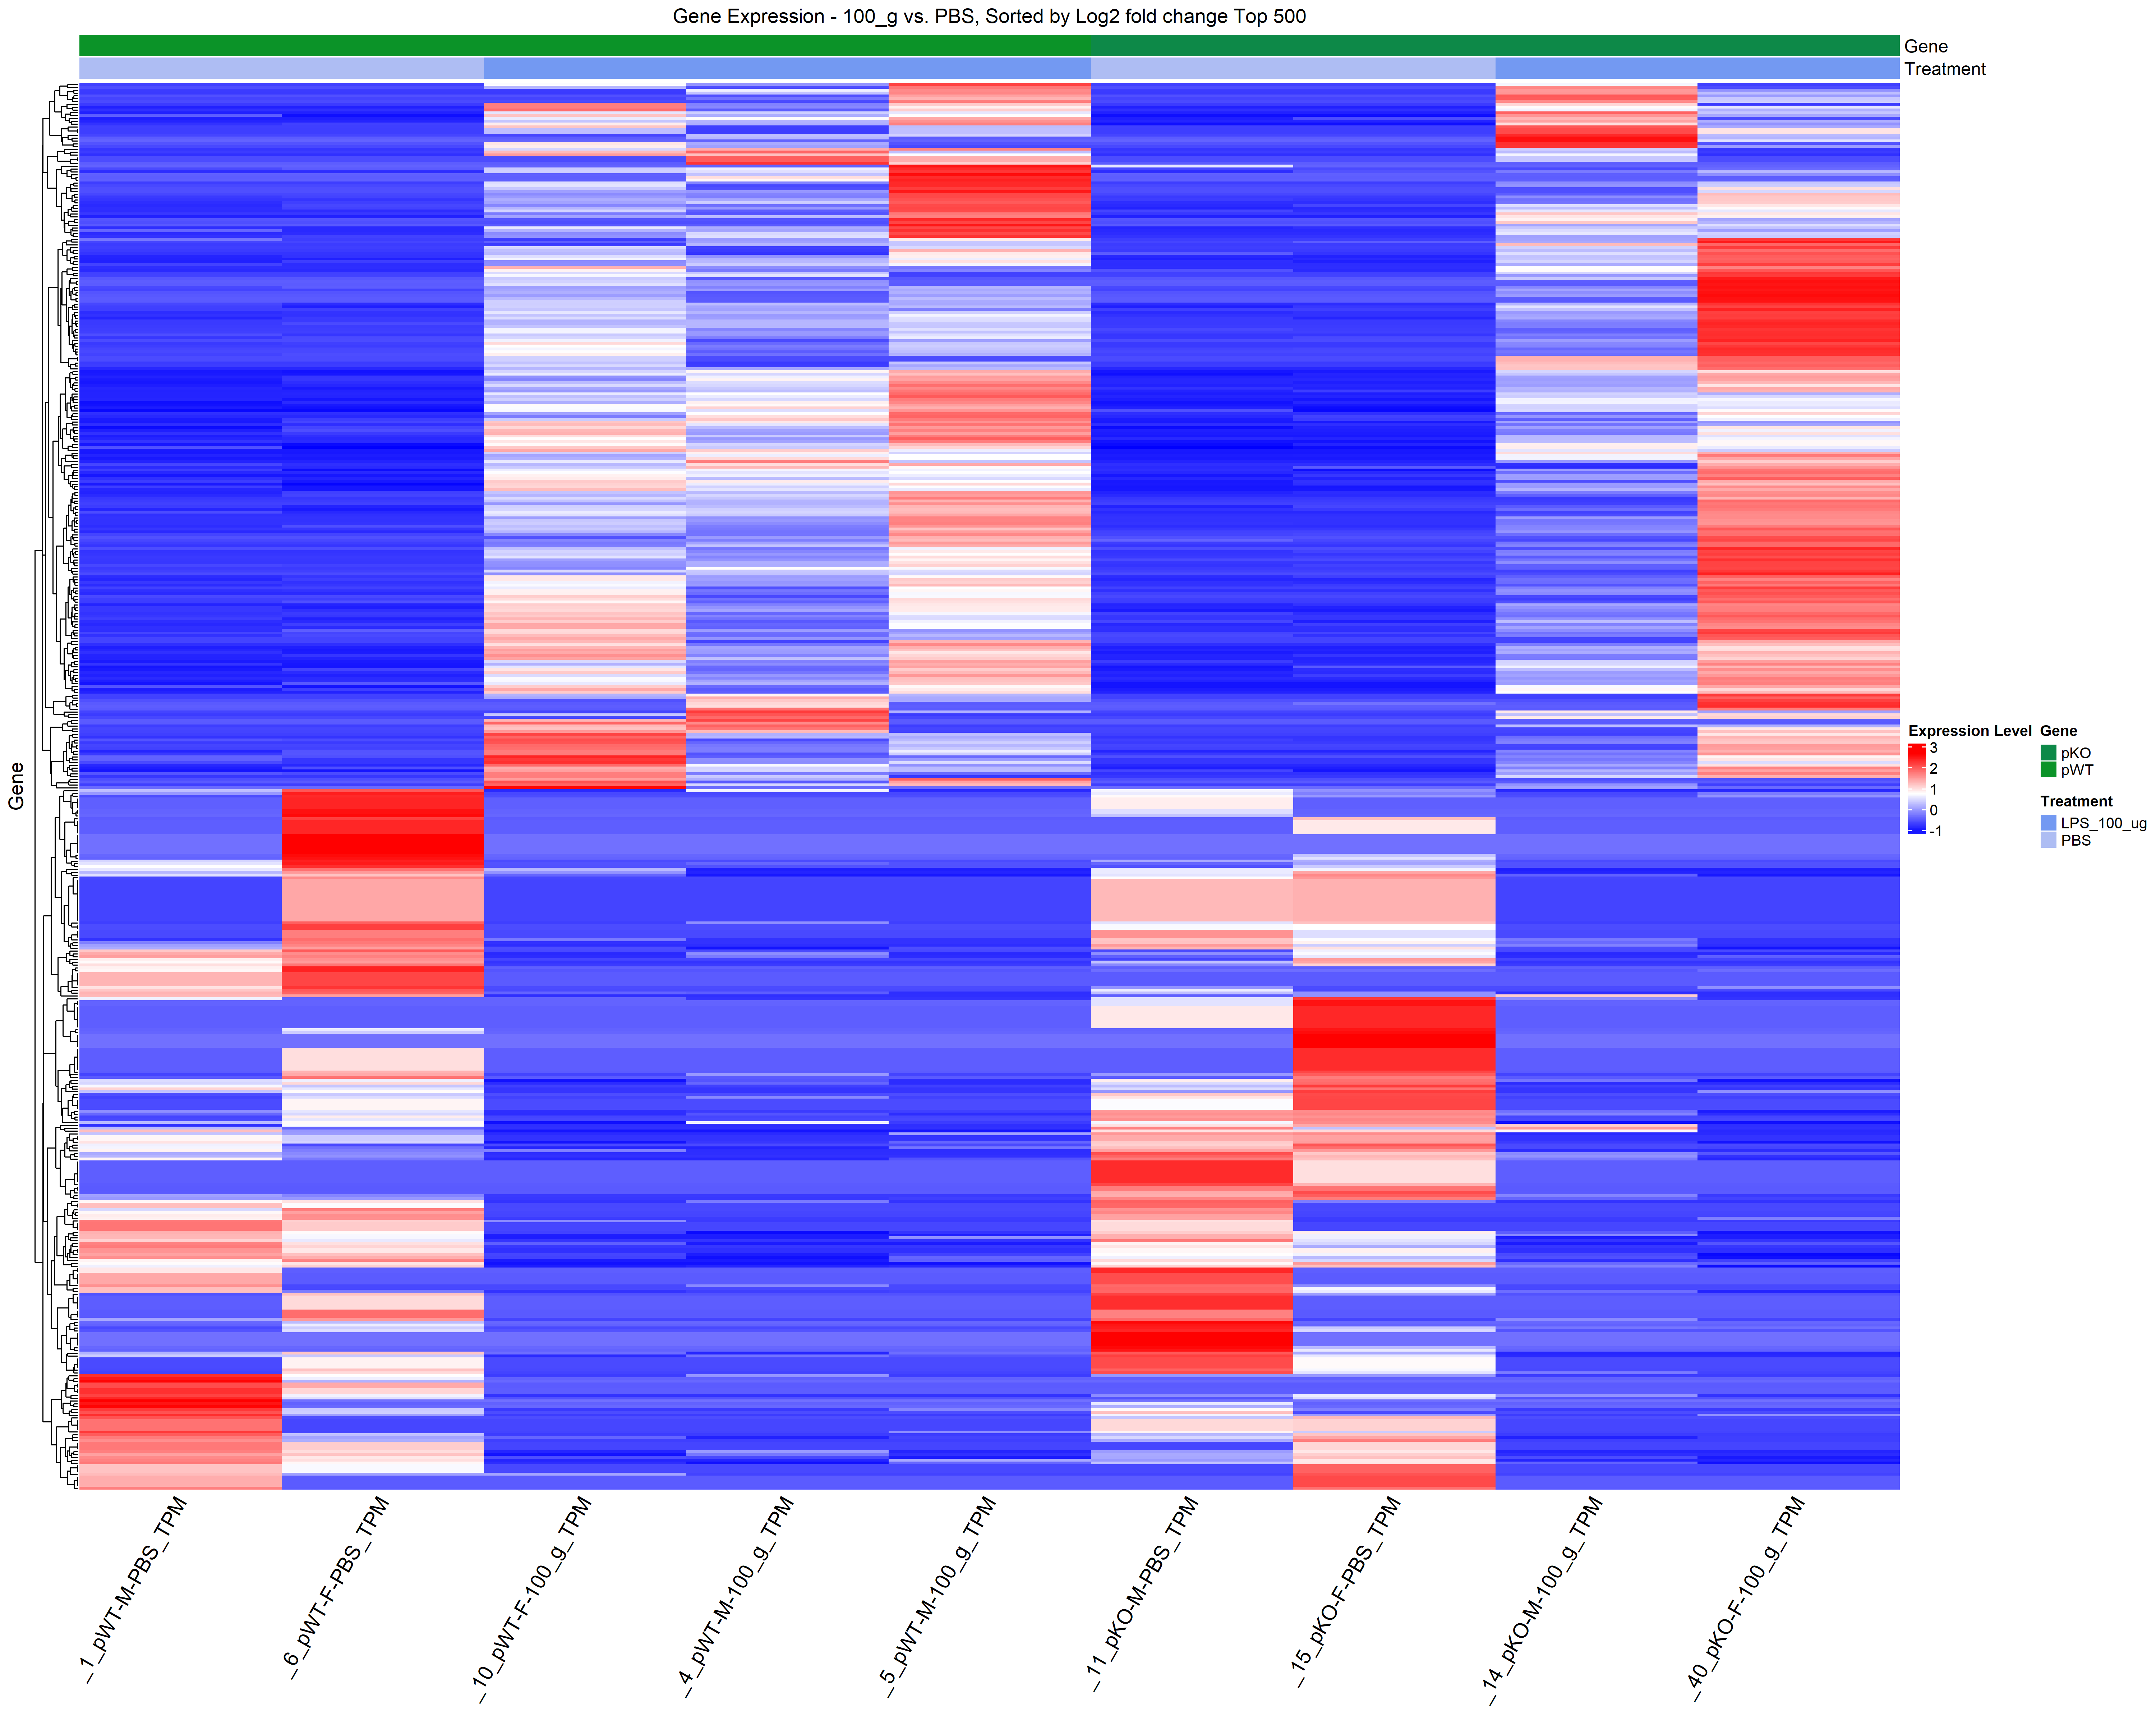 Gene Expression - 100_g vs. PBS, Sorted by Log2 fold change Top 500
Gene
Treatment
Gene
Expression Level
3
2
1
0
-1
Gene
pKO
pWT
Treatment
LPS_100_ug
PBS
_1_pWT-M-PBS_TPM
_6_pWT-F-PBS_TPM
_10_pWT-F-100_g_TPM
_4_pWT-M-100_g_TPM
_5_pWT-M-100_g_TPM
_11_pKO-M-PBS_TPM
_15_pKO-F-PBS_TPM
_14_pKO-M-100_g_TPM
_40_pKO-F-100_g_TPM